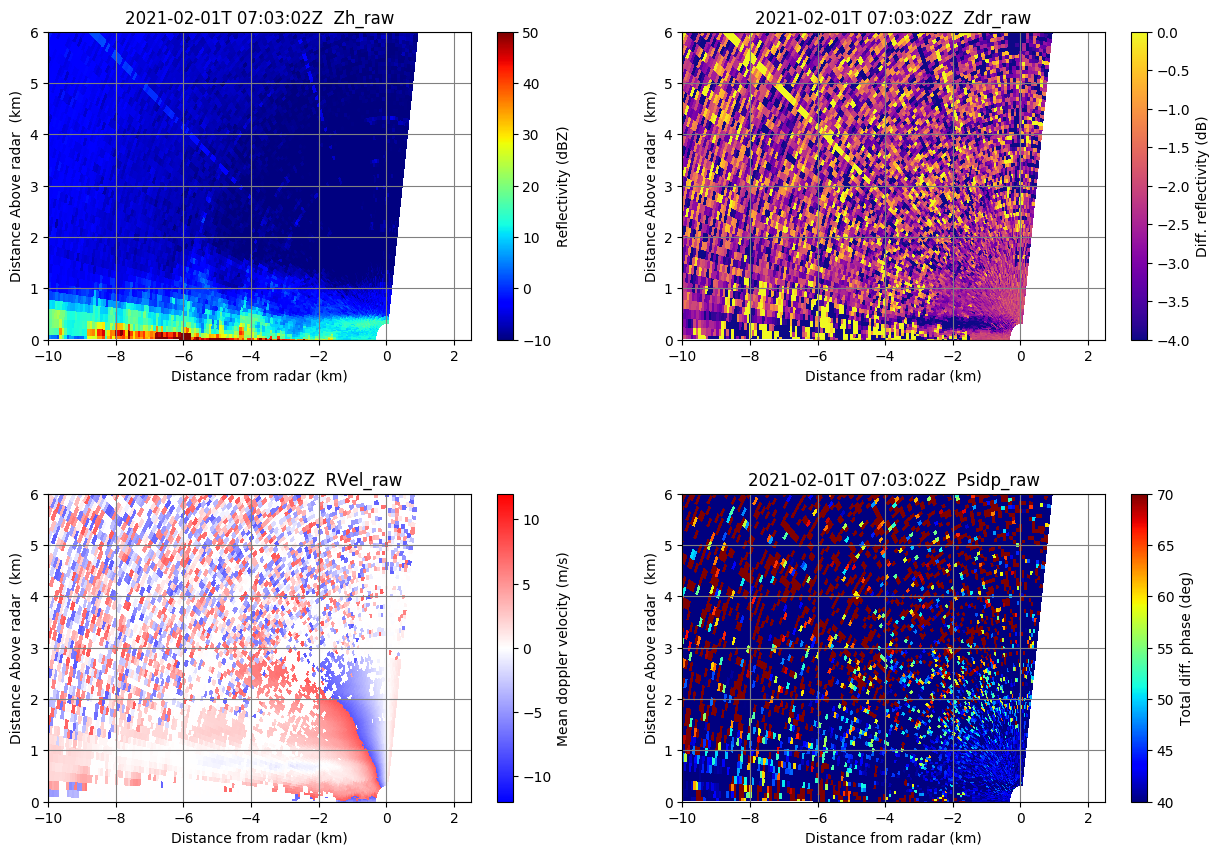 2021-02-01T 07:03:02Z  Zh_raw
6
5
4
3
2
1
0
Distance Above radar  (km)
−10 −8 −6 −4 −2 0 2
Distance from radar (km)
50
40
30
20
10
0
−10
Reflectivity (dBZ)
2021-02-01T 07:03:02Z  Zdr_raw
6
5
4
3
2
1
0
Distance Above radar  (km)
−10 −8 −6 −4 −2 0 2
Distance from radar (km)
0.0
−0.5
−1.0
−1.5
−2.0
−2.5
−3.0
−3.5
−4.0
Diff. reflectivity (dB)
2021-02-01T 07:03:02Z  RVel_raw
6
5
4
3
2
1
0
Distance Above radar  (km)
−10 −8 −6 −4 −2 0 2
Distance from radar (km)
10
5
0
−5
−10
Mean doppler velocity (m/s)
2021-02-01T 07:03:02Z  Psidp_raw
6
5
4
3
2
1
0
Distance Above radar  (km)
−10 −8 −6 −4 −2 0 2
Distance from radar (km)
70
65
60
55
50
45
40
Total diff. phase (deg)